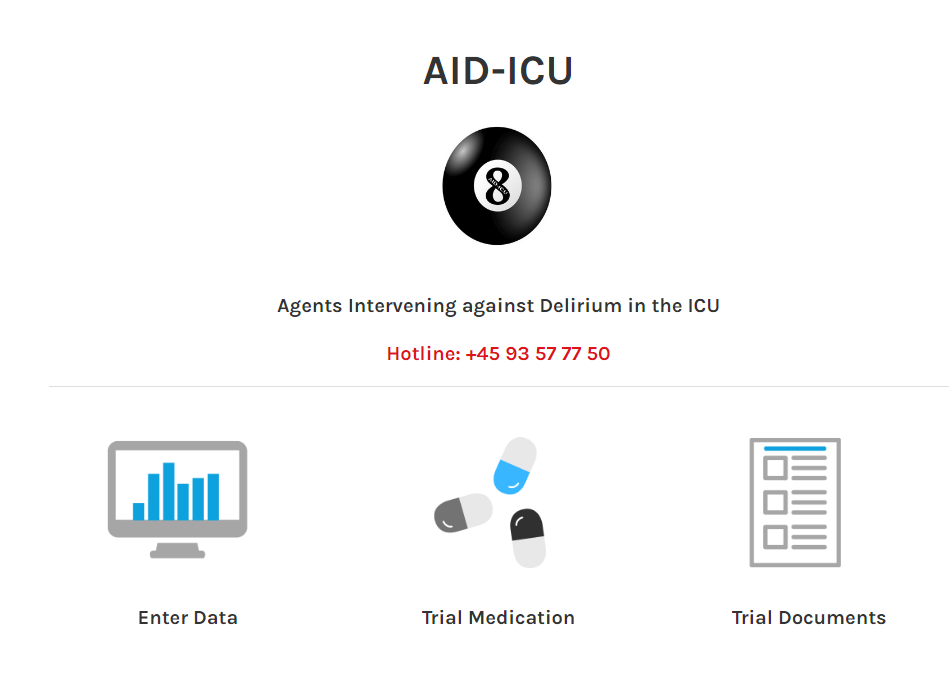 AID-ICU
8
Agents Intervening against Delirium in the ICU
Hotline: +45 93 57 77 50
Enter Data
Trial Medication
Trial Documents